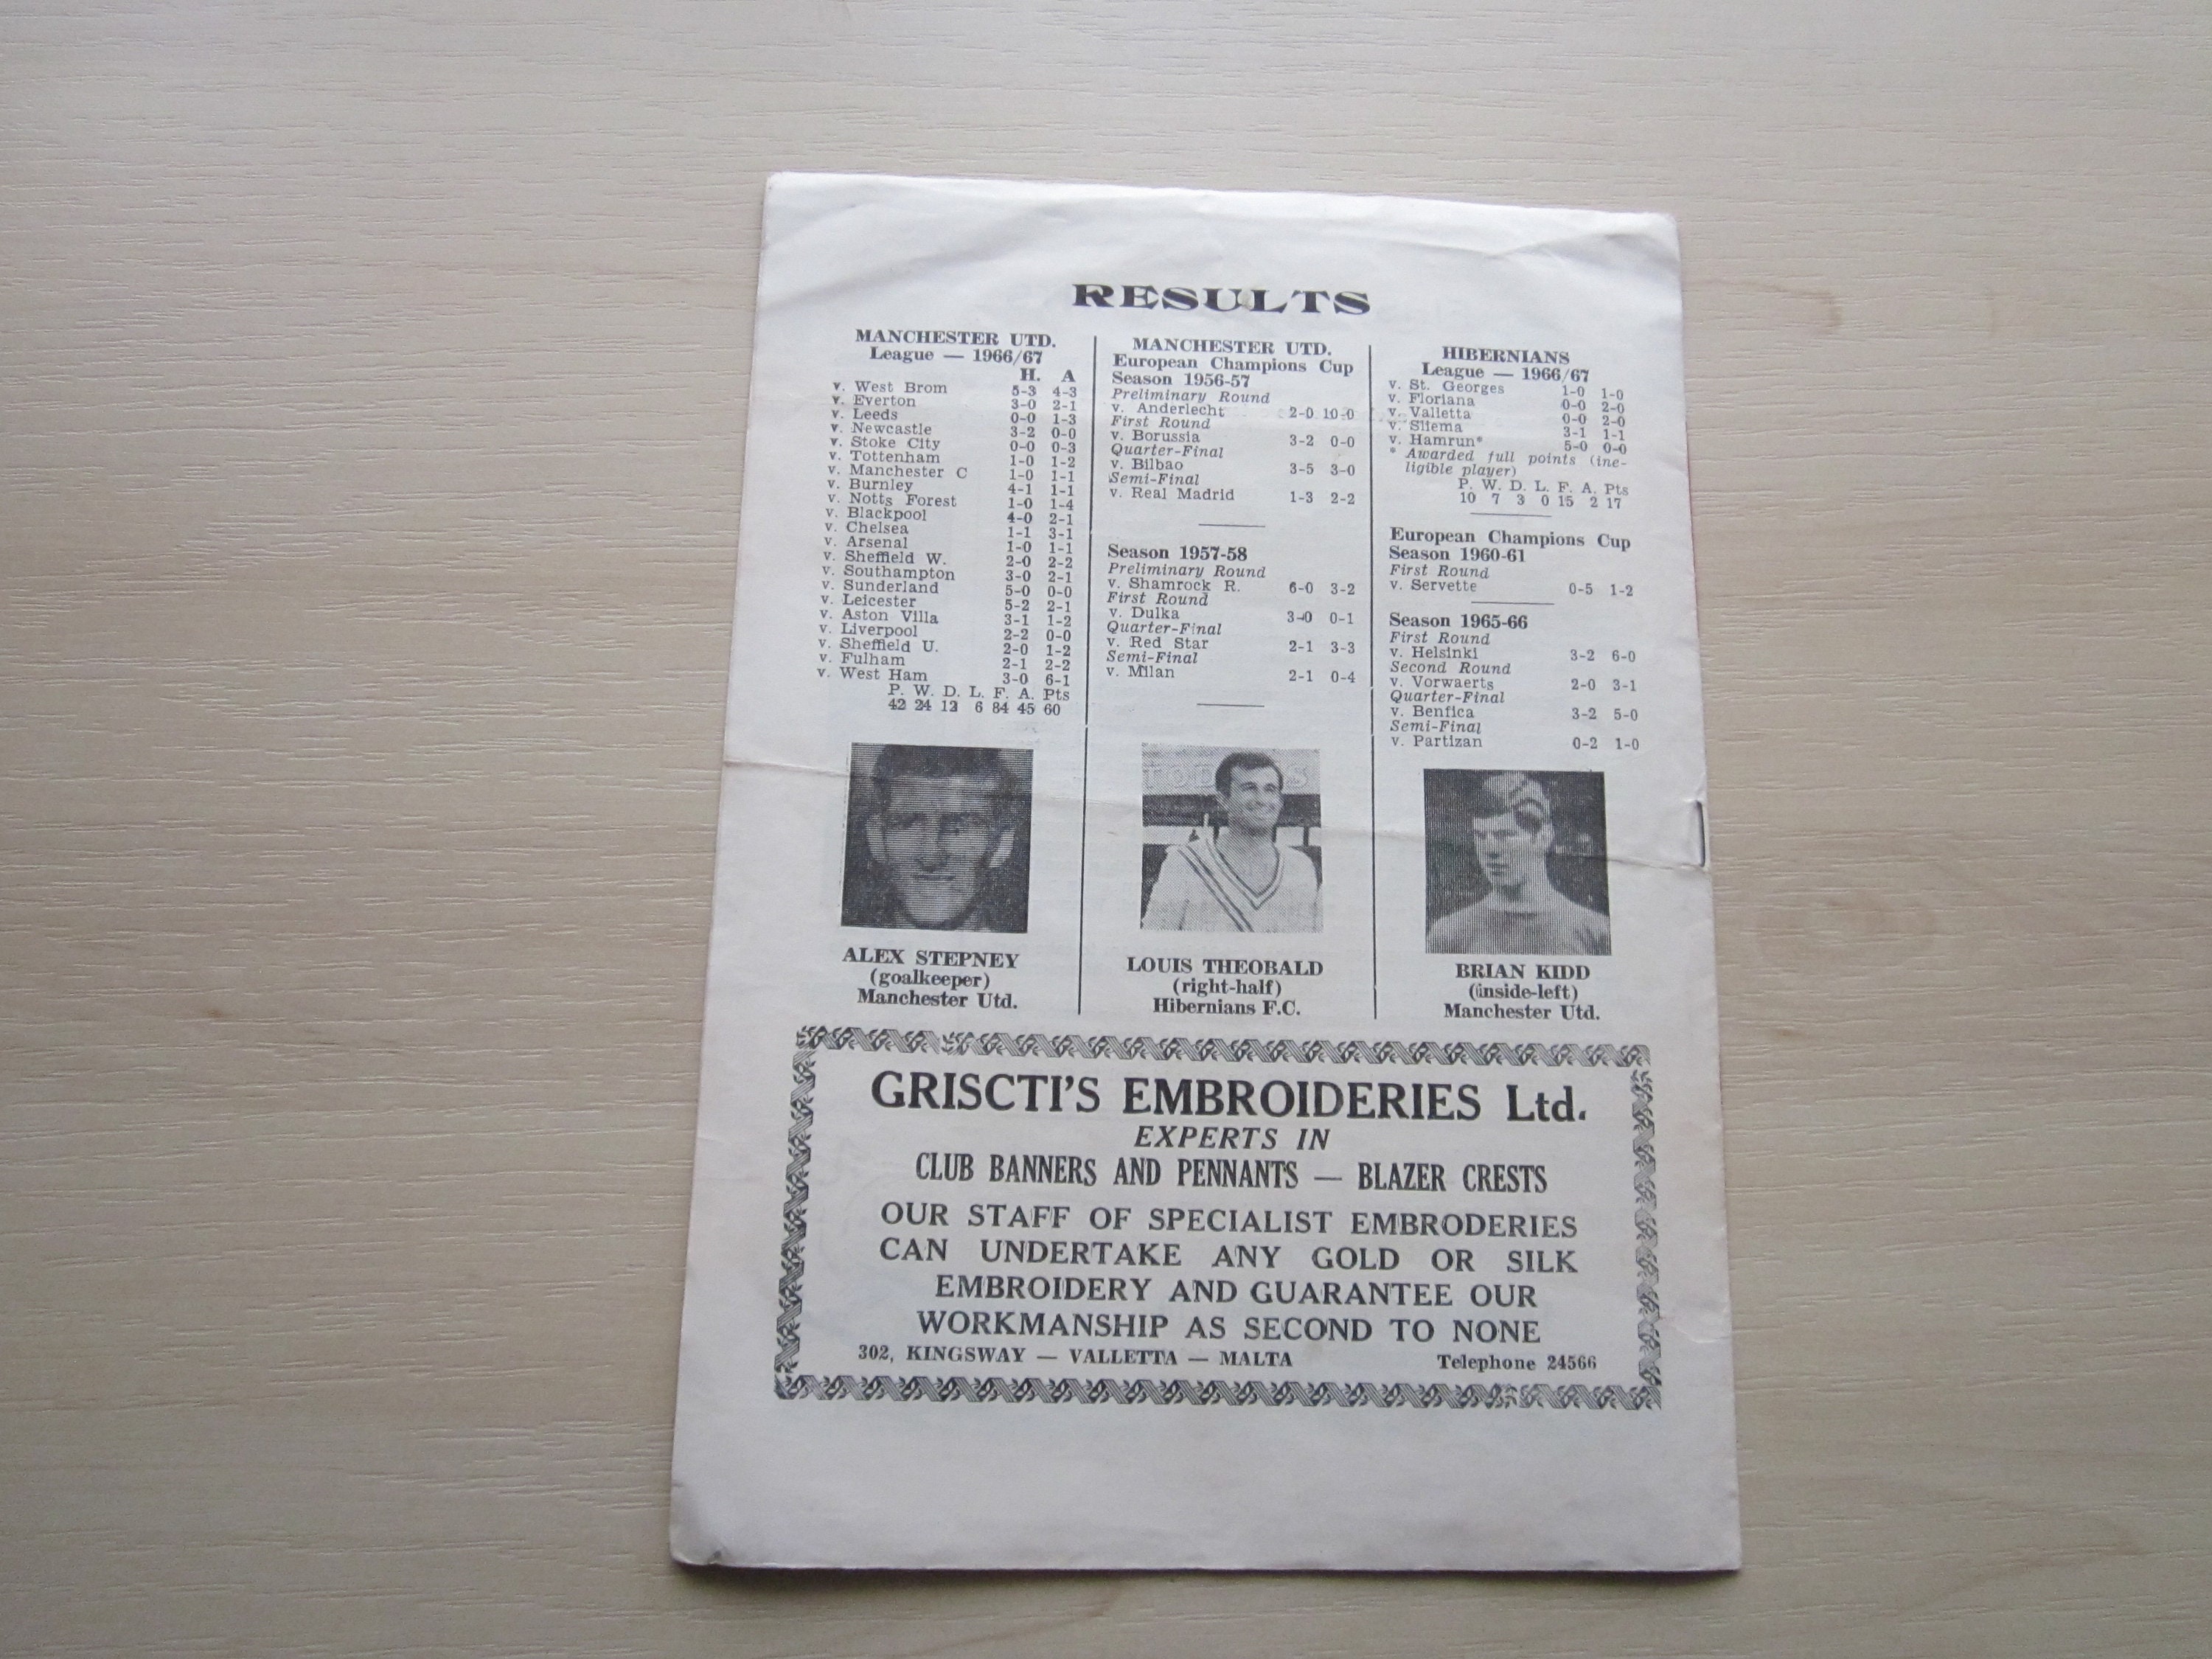 RESULTS
MANCHESTER UTD.
League — 1966/67
H. A
v. West Brom 5-3 4-3
v. Everton 3-0 2-1
v. Leeds 0-0 1-3
v. Newcastle 3-2 0-0
v. Stoke City 0-0 0-3
v. Tottenham 1-0 1-2
v. Manchester C 1-0 1-1
v. Burnley 4-1 1-1
v. Notts Forest 1-0 1-4
v. Blackpool 4-0 2-1
v. Chelsea 1-1 3-1
v. Arsenal 1-0 1-1
v. Sheffield W. 2-0 2-2
v. Southampton 3-0 2-1
v. Sunderland 5-0 0-0
v. Leicester 5-2 2-1
v. Aston Villa 3-1 1-2
v. Liverpool 2-2 0-0
v. Sheffield U. 2-0 1-2
v. Fulham 2-1 2-2
v. West Ham 3-0 6-1
P. W. D. L. F. A. Pts
42 24 12 6 84 45 60
MANCHESTER UTD.
European Champions Cup
Season 1956-57
Preliminary Round
v. Anderlecht 2-0 10-0
First Round
v. Borussia 3-2 0-0
Quarter-Final
v. Bilbao 3-5 3-0
Semi-Final
v. Real Madrid 1-3 2-2
Season 1957-58
Preliminary Round
v. Shamrock R. 6-0 3-2
First Round
v. Dulka 3-0 0-1
Quarter-Final
v. Red Star 2-1 3-3
Semi-Final
v. Milan 2-1 0-4
HIBERNIANS
League — 1966/67
v. St. Georges 1-0 1-0
v. Floriana 0-0 2-0
v. Valletta 0-0 2-0
v. Sliema 3-1 1-1
v. Hamrun* 5-0 0-0
* Awarded full points (ine-
ligible player)
P. W. D. L. F. A. Pts
10 7 3 0 15 2 17
European Champions Cup
Season 1960-61
First Round
v. Servette 0-5 1-2
Season 1965-66
First Round
v. Helsinki 3-2 6-0
Second Round
v. Vorwaerts 2-0 3-1
Quarter-Final
v. Benfica 3-2 5-0
Semi-Final
v. Partizan 0-2 1-0
ALEX STEPNEY
(goalkeeper)
Manchester Utd.
LOUIS THEOBALD
(right-half)
Hibernians F.C.
BRIAN KIDD
(inside-left)
Manchester Utd.
GRISCTI'S EMBROIDERIES Ltd.
EXPERTS IN
CLUB BANNERS AND PENNANTS — BLAZER CRESTS
OUR STAFF OF SPECIALIST EMBRODERIES
CAN UNDERTAKE ANY GOLD OR SILK
EMBROIDERY AND GUARANTEE OUR
WORKMANSHIP AS SECOND TO NONE
302, KINGSWAY — VALLETTA — MALTA Telephone 24566